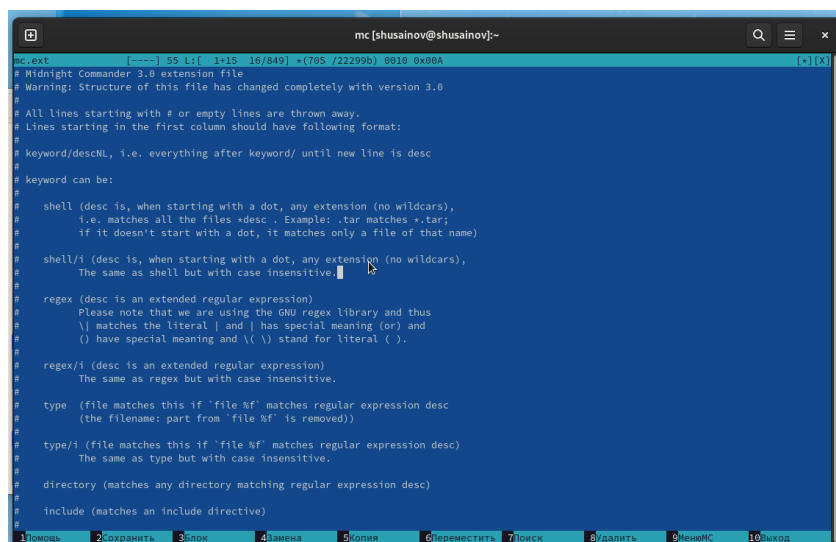 mc [shusainov@shusainov]:~
mc.ext [----] 55 L:[ 1+15 16/849] *(705 /22299b) 0010 0x00A [*][X]
# Midnight Commander 3.0 extension file
# Warning: Structure of this file has changed completely with version 3.0
#
# All lines starting with # or empty lines are thrown away.
# Lines starting in the first column should have following format:
#
# keyword/descNL, i.e. everything after keyword/ until new line is desc
#
# keyword can be:
#
#    shell (desc is, when starting with a dot, any extension (no wildcars),
#          i.e. matches all the files *desc . Example: .tar matches *.tar;
#          if it doesn't start with a dot, it matches only a file of that name)
#
#    shell/i (desc is, when starting with a dot, any extension (no wildcars),
#          The same as shell but with case insensitive.
#
#    regex (desc is an extended regular expression)
#          Please note that we are using the GNU regex library and thus
#          \| matches the literal | and | has special meaning (or) and
#          () have special meaning and \( \) stand for literal ( ).
#
#    regex/i (desc is an extended regular expression)
#          The same as regex but with case insensitive.
#
#    type  (file matches this if `file %f` matches regular expression desc
#          (the filename: part from `file %f` is removed))
#
#    type/i (file matches this if `file %f` matches regular expression desc)
#          The same as type but with case insensitive.
#
#    directory (matches any directory matching regular expression desc)
#
#    include (matches an include directive)
#
1Помощь 2Сохранить 3Блок 4Замена 5Копия 6Переместить 7Поиск 8Удалить 9МенюMC 10Выход